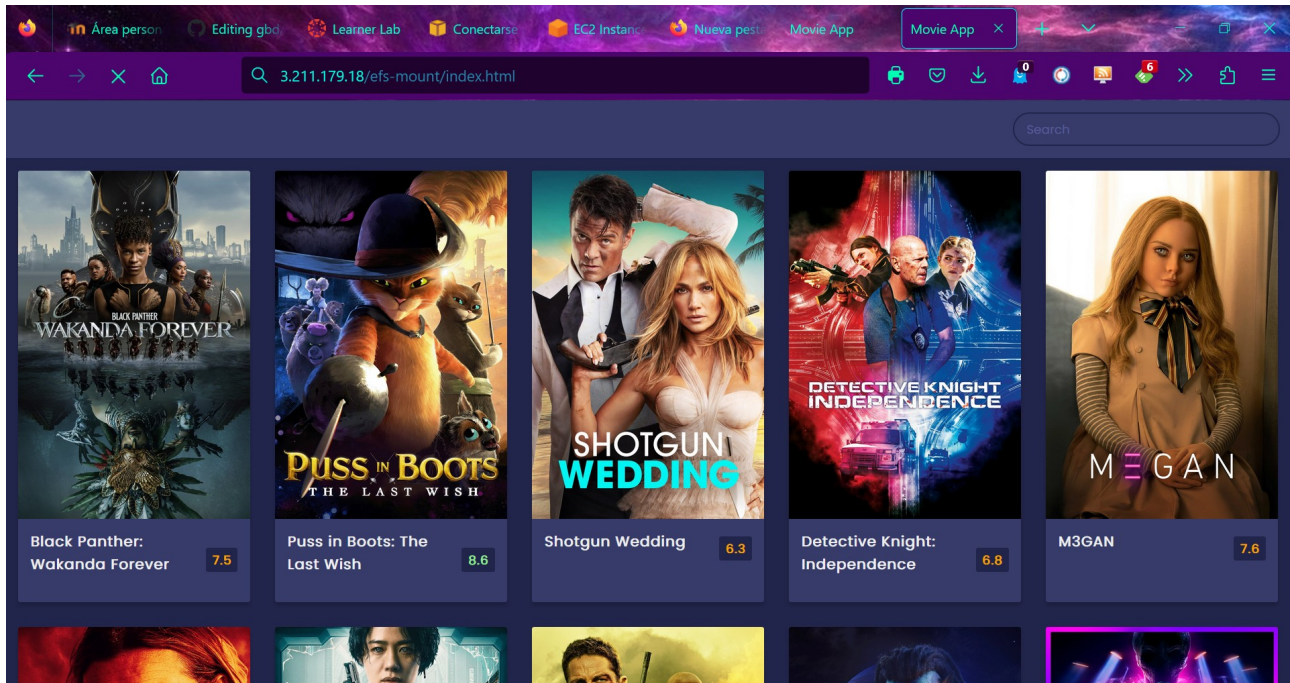 Área person
Editing gbd
Learner Lab
Conectarse
EC2 Instanc
Nueva pest
Movie App
Movie App
3.211.179.18/efs-mount/index.html
0
6
Search
BLACK PANTHER
WAKANDA FOREVER
PUSS IN BOOTS
THE LAST WISH
SHOTGUN
WEDDING
DETECTIVE KNIGHT
INDEPENDENCE
M3GAN
Black Panther:
Wakanda Forever
7.5
Puss in Boots: The
Last Wish
8.6
Shotgun Wedding
6.3
Detective Knight:
Independence
6.8
M3GAN
7.6